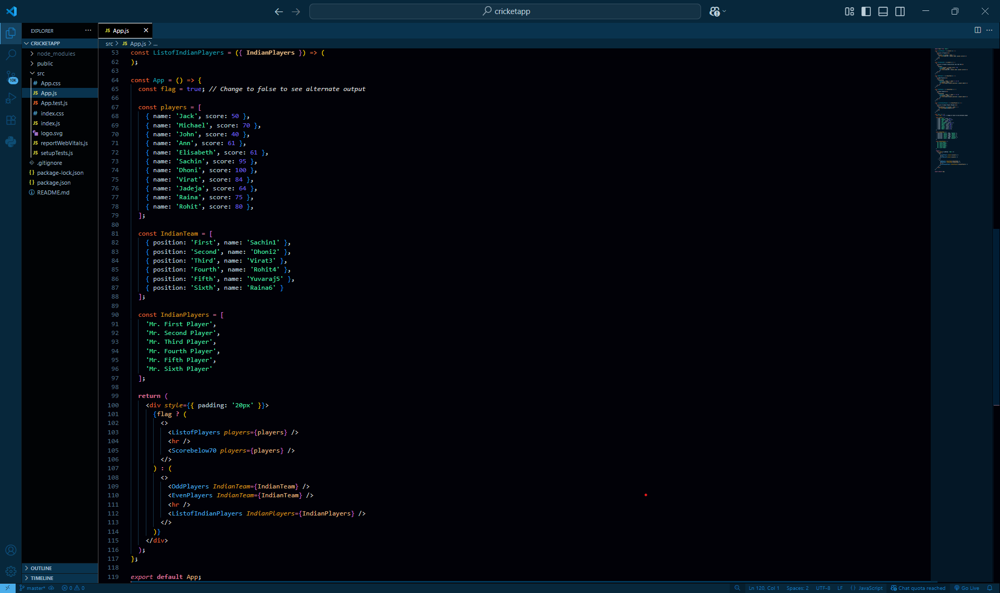 cricketapp
EXPLORER
JS App.js
CRICKETAPP
src > JS App.js > ...
node_modules
public
src
# App.css
JS App.js
JS App.test.js
# index.css
JS index.js
logo.svg
JS reportWebVitals.js
JS setupTests.js
.gitignore
{} package-lock.json
{} package.json
README.md
OUTLINE
TIMELINE
10K
53 const ListofIndianPlayers = ({ IndianPlayers }) => (
62 );
63
64 const App = () => {
65 const flag = true; // Change to false to see alternate output
66
67 const players = [
68 { name: 'Jack', score: 50 },
69 { name: 'Michael', score: 70 },
70 { name: 'John', score: 40 },
71 { name: 'Ann', score: 61 },
72 { name: 'Elisabeth', score: 61 },
73 { name: 'Sachin', score: 95 },
74 { name: 'Dhoni', score: 100 },
75 { name: 'Virat', score: 84 },
76 { name: 'Jadeja', score: 64 },
77 { name: 'Raina', score: 75 },
78 { name: 'Rohit', score: 80 },
79 ];
80
81 const IndianTeam = [
82 { position: 'First', name: 'Sachin1' },
83 { position: 'Second', name: 'Dhoni2' },
84 { position: 'Third', name: 'Virat3' },
85 { position: 'Fourth', name: 'Rohit4' },
86 { position: 'Fifth', name: 'Yuvaraj5' },
87 { position: 'Sixth', name: 'Raina6' }
88 ];
89
90 const IndianPlayers = [
91 'Mr. First Player',
92 'Mr. Second Player',
93 'Mr. Third Player',
94 'Mr. Fourth Player',
95 'Mr. Fifth Player',
96 'Mr. Sixth Player'
97 ];
98
99 return (
100 <div style={{ padding: '20px' }}>
101 {flag ? (
102 <>
103 <ListofPlayers players={players} />
104 <hr />
105 <Scorebelow70 players={players} />
106 </>
107 ) : (
108 <>
109 <OddPlayers IndianTeam={IndianTeam} />
110 <EvenPlayers IndianTeam={IndianTeam} />
111 <hr />
112 <ListofIndianPlayers IndianPlayers={IndianPlayers} />
113 </>
114 )}
115 </div>
116 );
117 };
118
119 export default App;
master* 0 0 Ln 120, Col 1 Spaces: 2 UTF-8 LF {} JavaScript Chat quota reached Go Live